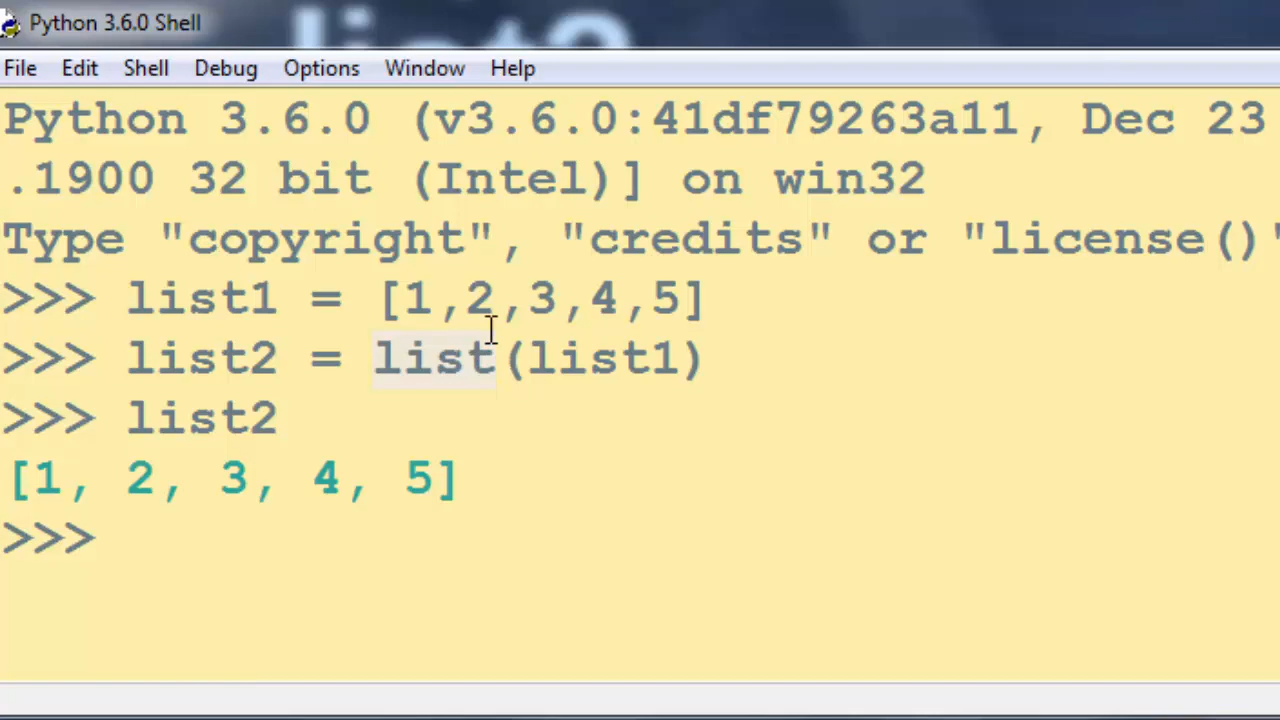 Python 3.6.0 Shell
File Edit Shell Debug Options Window Help
Python 3.6.0 (v3.6.0:41df79263a11, Dec 23
.1900 32 bit (Intel)] on win32
Type "copyright", "credits" or "license()"
>>> list1 = [1,2,3,4,5]
>>> list2 = list(list1)
>>> list2
[1, 2, 3, 4, 5]
>>>